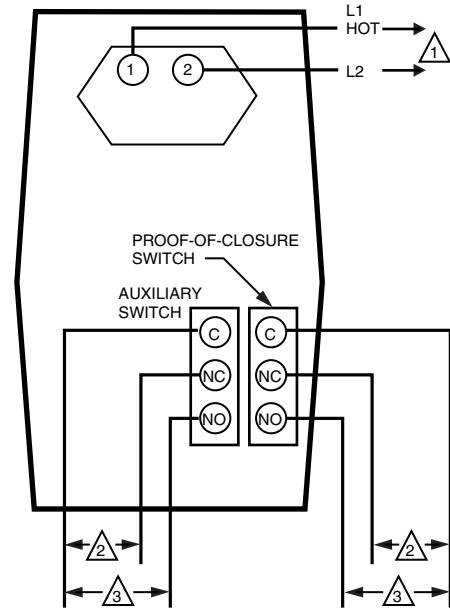 L1
HOT
1
1
2
L2
PROOF-OF-CLOSURE
SWITCH
AUXILIARY
SWITCH
C
C
NC
NC
NO
NO
2
2
3
3